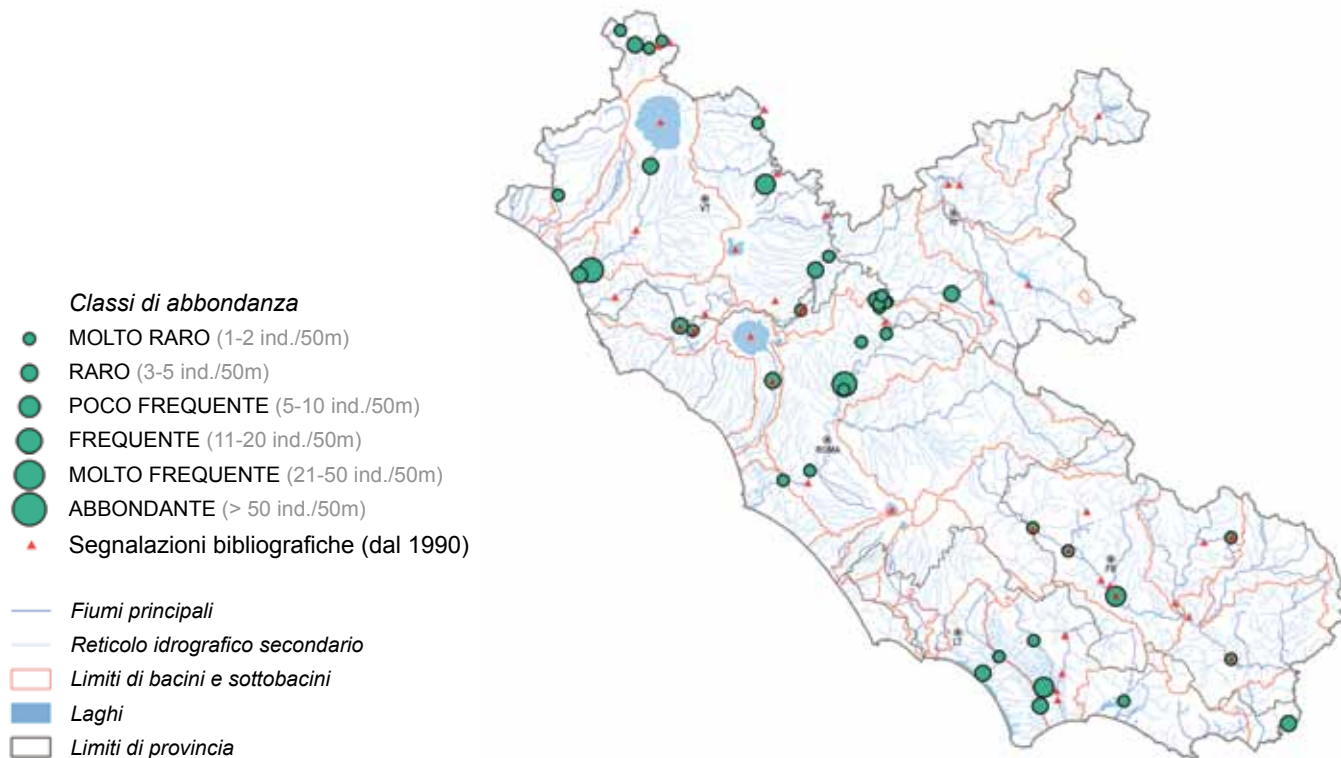 Classi di abbondanza
MOLTO RARO (1-2 ind./50m)
RARO (3-5 ind./50m)
POCO FREQUENTE (5-10 ind./50m)
FREQUENTE (11-20 ind./50m)
MOLTO FREQUENTE (21-50 ind./50m)
ABBONDANTE (> 50 ind./50m)
Segnalazioni bibliografiche (dal 1990)
Fiumi principali
Reticolo idrografico secondario
Limiti di bacini e sottobacini
Laghi
Limiti di provincia
VT
ROMA
FR
LT